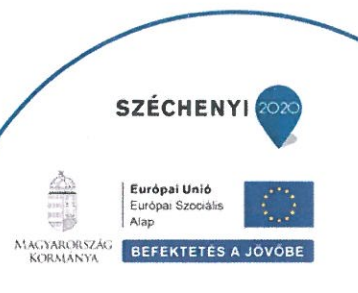 SZÉCHENYI 2020
Európai Unió
Európai Szociális
Alap
MAGYARORSZÁG
KORMÁNYA
BEFEKTETÉS A JÖVŐBE